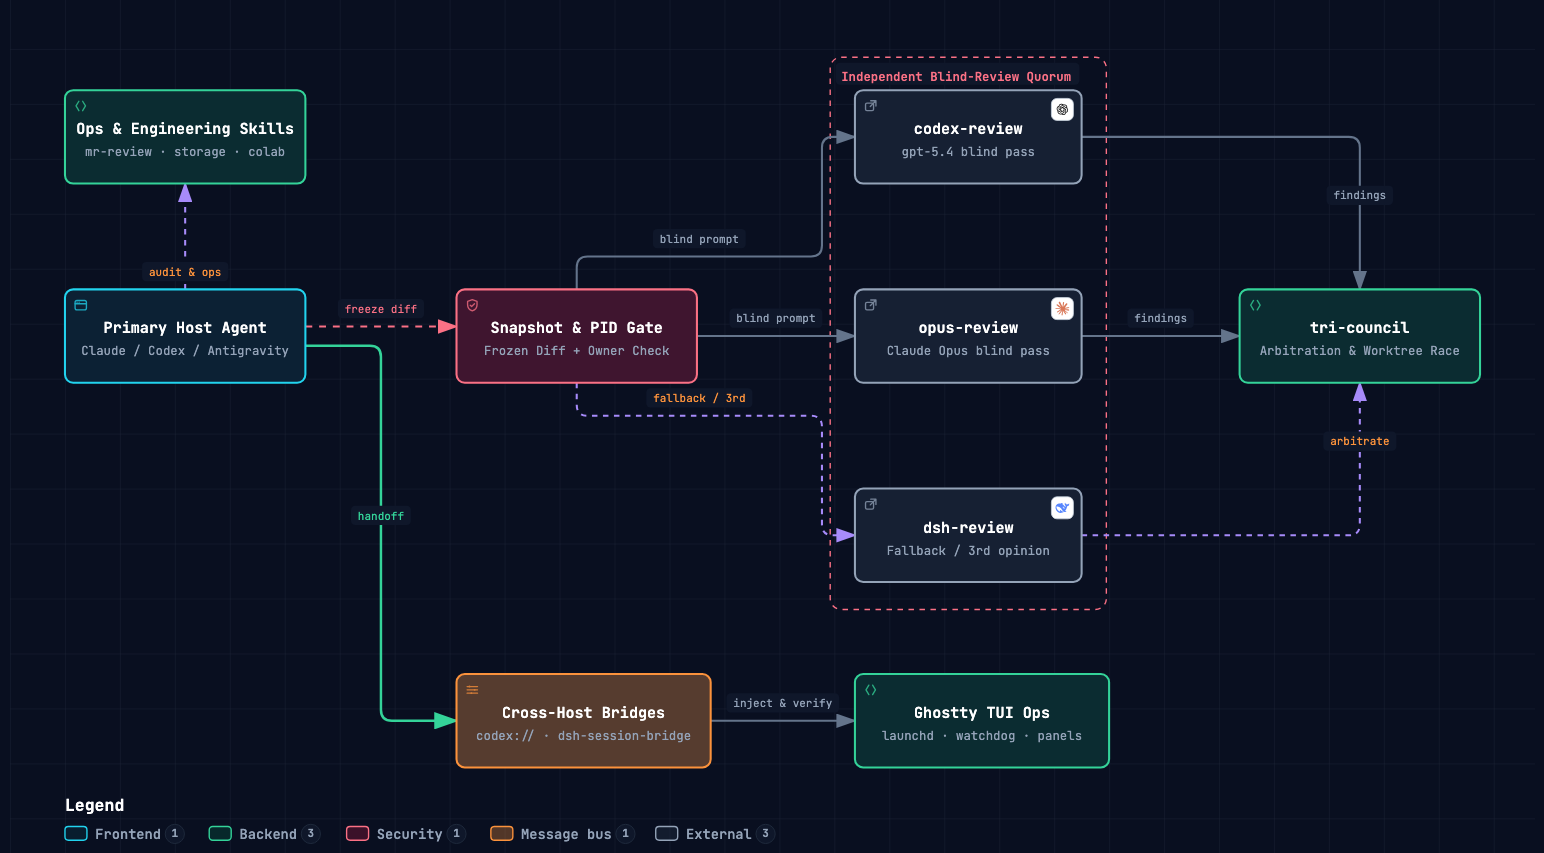 Independent Blind-Review Quorum
Ops & Engineering Skills
mr-review · storage · colab
codex-review
gpt-5.4 blind pass
findings
blind prompt
audit & ops
Primary Host Agent
Claude / Codex / Antigravity
freeze diff
Snapshot & PID Gate
Frozen Diff + Owner Check
blind prompt
opus-review
Claude Opus blind pass
findings
tri-council
Arbitration & Worktree Race
fallback / 3rd
arbitrate
handoff
dsh-review
Fallback / 3rd opinion
Cross-Host Bridges
codex:// · dsh-session-bridge
inject & verify
Ghostty TUI Ops
launchd · watchdog · panels
Legend
Frontend 1
Backend 3
Security 1
Message bus 1
External 3